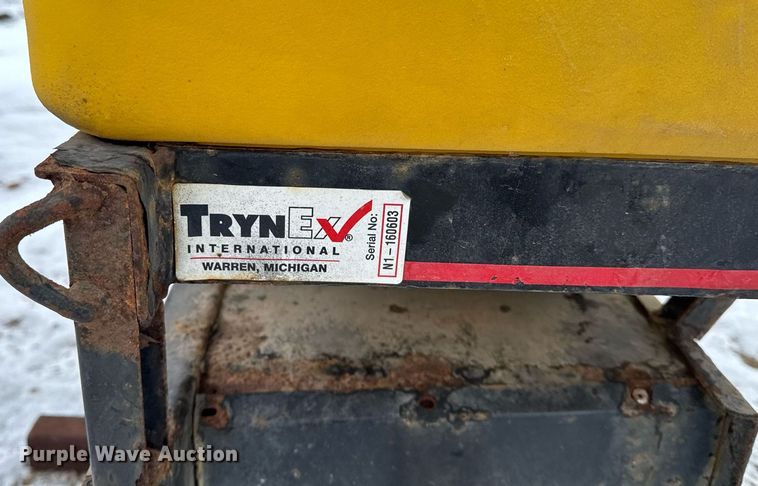 TRYNEX®
INTERNATIONAL
WARREN, MICHIGAN
Serial No:
N1-160603
Purple Wave Auction